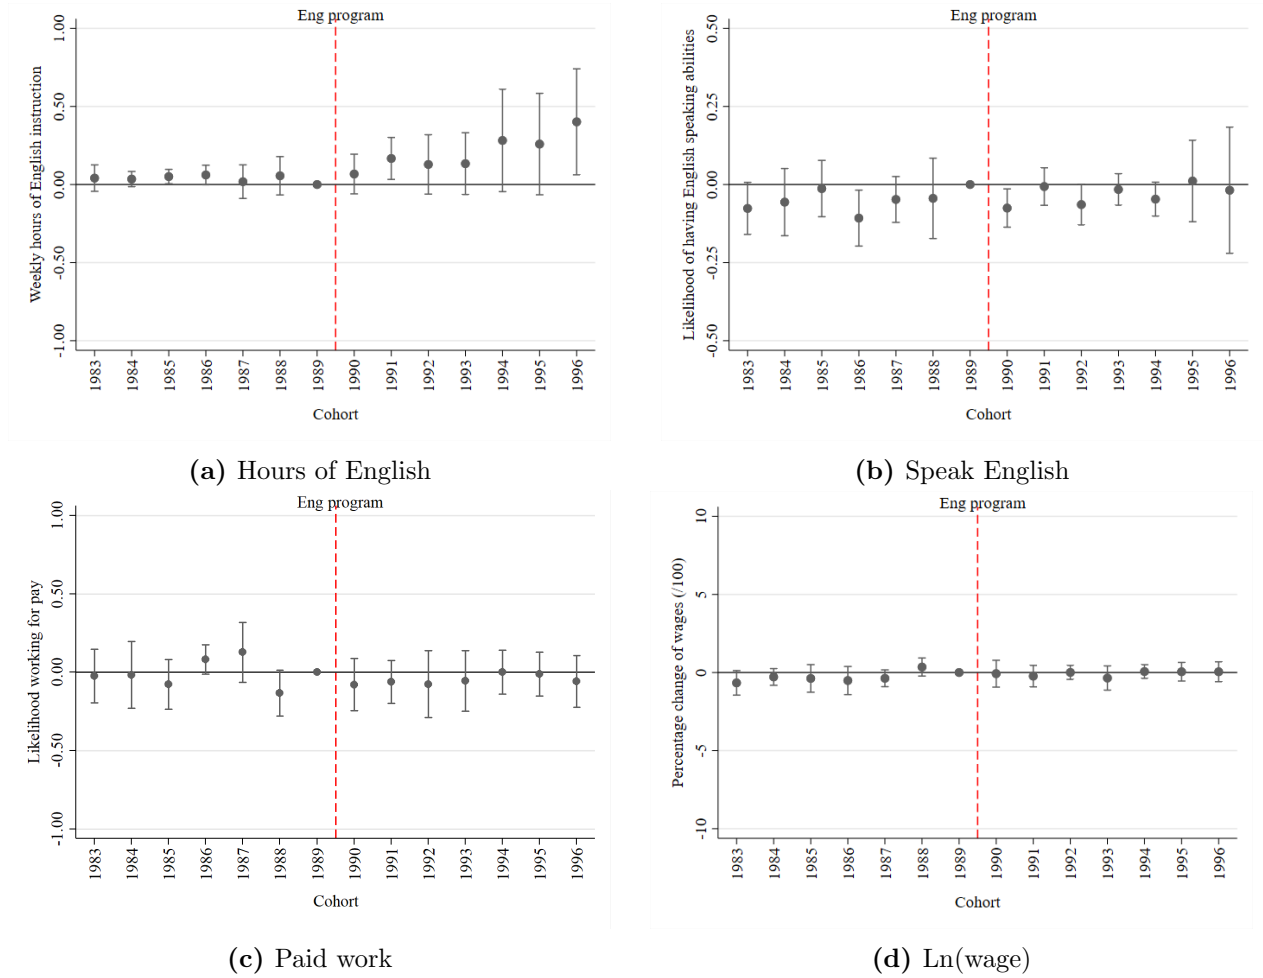 Eng program
1.00
0.50
0.00
-0.50
-1.00
Weekly hours of English instruction
1983 1984 1985 1986 1987 1988 1989 1990 1991 1992 1993 1994 1995 1996
Cohort
(a) Hours of English
Eng program
0.50
0.25
0.00
-0.25
-0.50
Likelihood of having English speaking abilities
1983 1984 1985 1986 1987 1988 1989 1990 1991 1992 1993 1994 1995 1996
Cohort
(b) Speak English
Eng program
1.00
0.50
0.00
-0.50
-1.00
Likelihood working for pay
1983 1984 1985 1986 1987 1988 1989 1990 1991 1992 1993 1994 1995 1996
Cohort
(c) Paid work
Eng program
10
5
0
-5
-10
Percentage change of wages (/100)
1983 1984 1985 1986 1987 1988 1989 1990 1991 1992 1993 1994 1995 1996
Cohort
(d) Ln(wage)